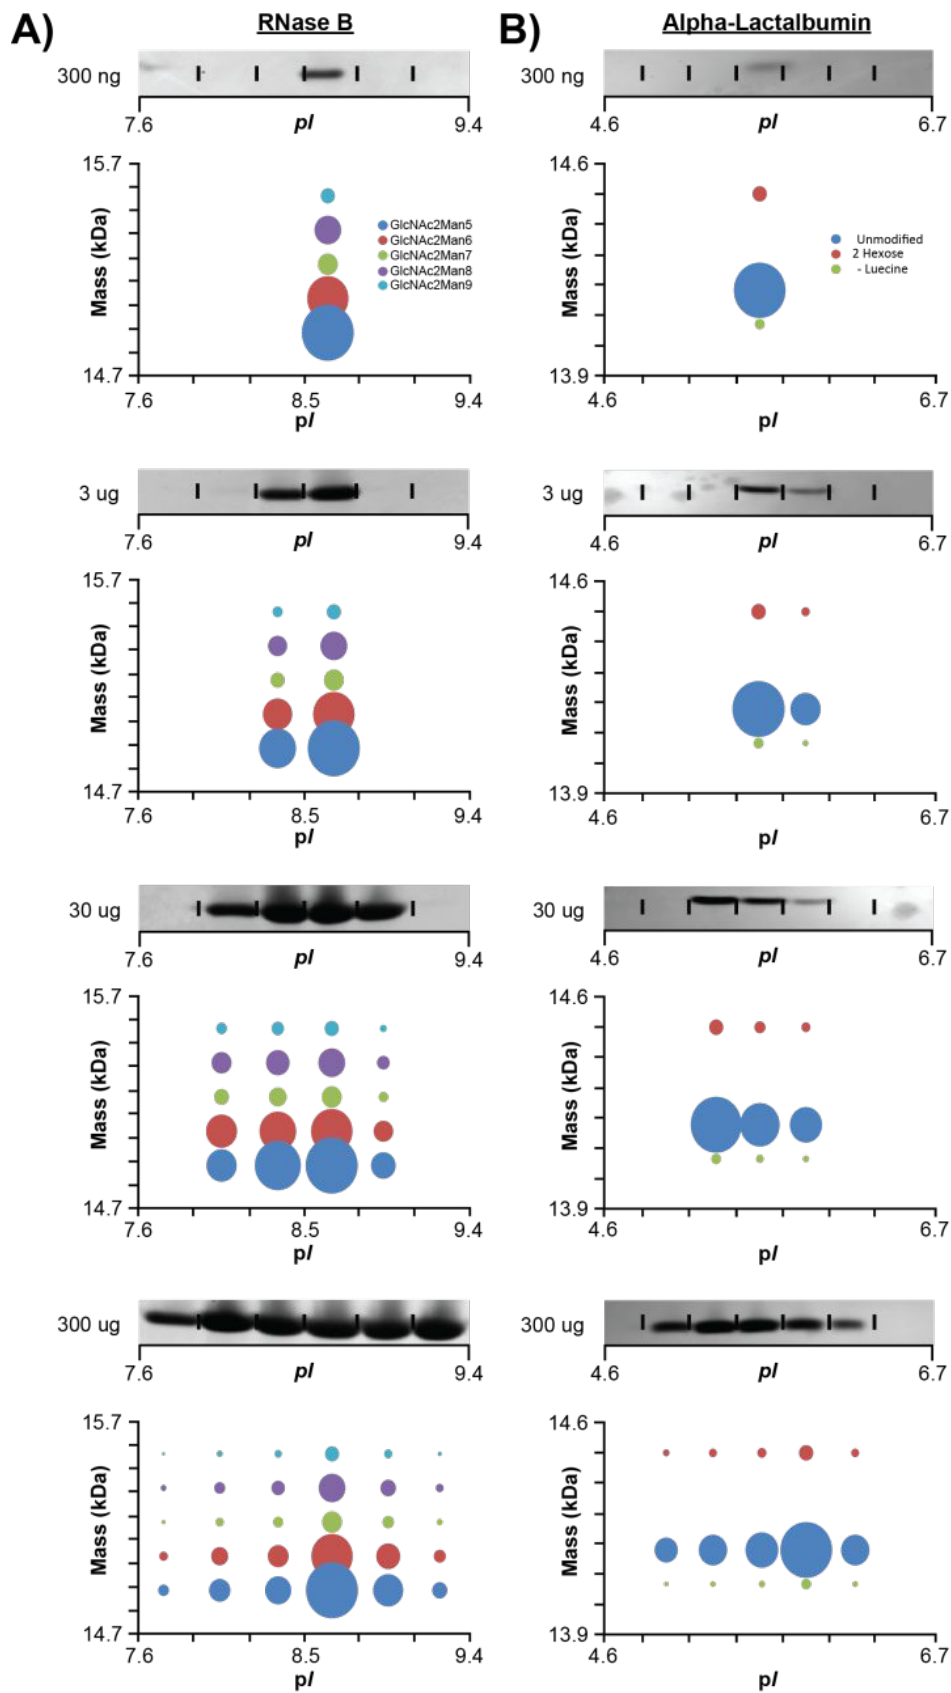 A) RNase B
B) Alpha-Lactalbumin
300 ng
7.6 pI 9.4
300 ng
4.6 pI 6.7
15.7
Mass (kDa)
14.7
7.6 8.5 9.4
pI
GlcNAc2Man5
GlcNAc2Man6
GlcNAc2Man7
GlcNAc2Man8
GlcNAc2Man9
14.6
Mass (kDa)
13.9
4.6 6.7
pI
Unmodified
2 Hexose
- Luecine
3 ug
7.6 pI 9.4
3 ug
4.6 pI 6.7
15.7
Mass (kDa)
14.7
7.6 8.5 9.4
pI
14.6
Mass (kDa)
13.9
4.6 6.7
pI
30 ug
7.6 pI 9.4
30 ug
4.6 pI 6.7
15.7
Mass (kDa)
14.7
7.6 8.5 9.4
pI
14.6
Mass (kDa)
13.9
4.6 6.7
pI
300 ug
7.6 pI 9.4
300 ug
4.6 pI 6.7
15.7
Mass (kDa)
14.7
7.6 8.5 9.4
pI
14.6
Mass (kDa)
13.9
4.6 6.7
pI